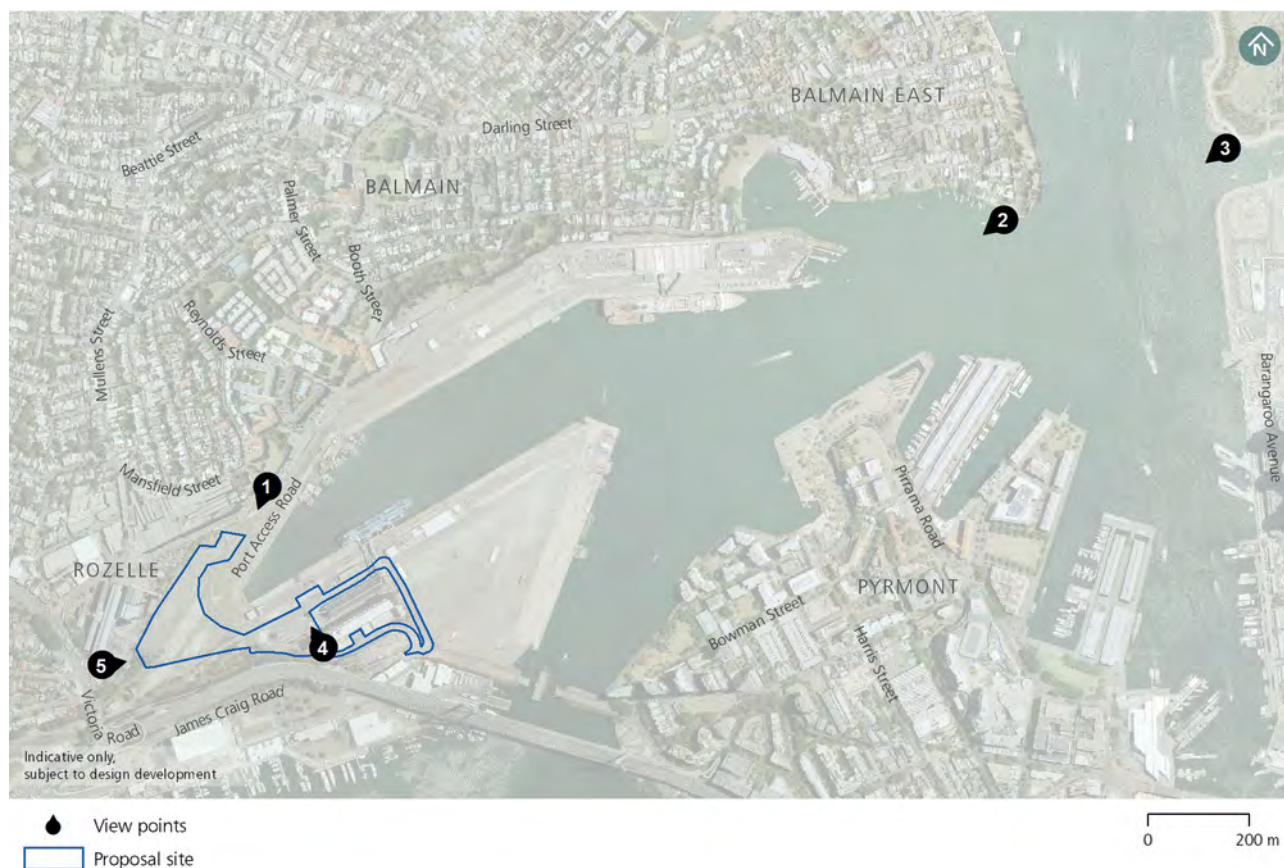 N
BALMAIN EAST
Darling Street
Beattie Street
3
BALMAIN
Palmer Street
2
Booth Street
Reynolds Street
Mullens Street
Barangaroo Avenue
Mansfield Street
1
Port Access Road
Pirrama Road
ROZELLE
PYRMONT
Bowman Street
Harris Street
4
5
Victoria Road
James Craig Road
Indicative only,
subject to design development
View points
Proposal site
0 200 m